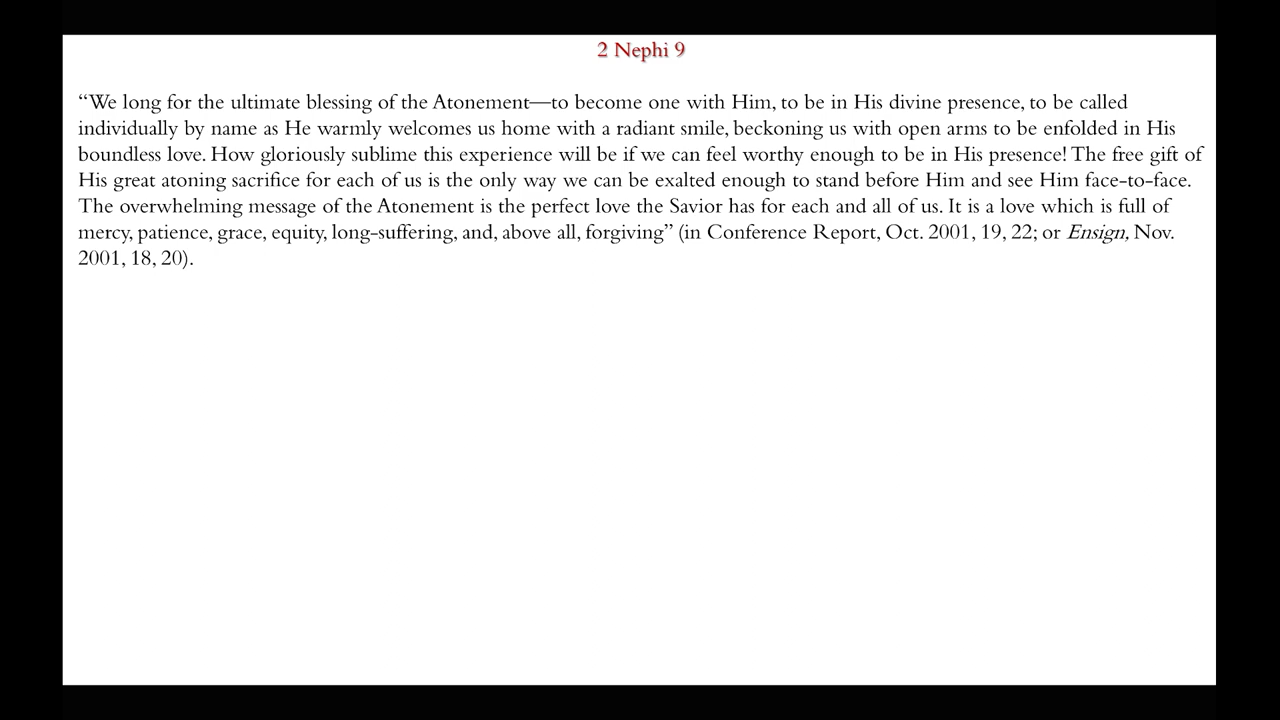 2 Nephi 9
“We long for the ultimate blessing of the Atonement—to become one with Him, to be in His divine presence, to be called
individually by name as He warmly welcomes us home with a radiant smile, beckoning us with open arms to be enfolded in His
boundless love. How gloriously sublime this experience will be if we can feel worthy enough to be in His presence! The free gift of
His great atoning sacrifice for each of us is the only way we can be exalted enough to stand before Him and see Him face-to-face.
The overwhelming message of the Atonement is the perfect love the Savior has for each and all of us. It is a love which is full of
mercy, patience, grace, equity, long-suffering, and, above all, forgiving” (in Conference Report, Oct. 2001, 19, 22; or Ensign, Nov.
2001, 18, 20).